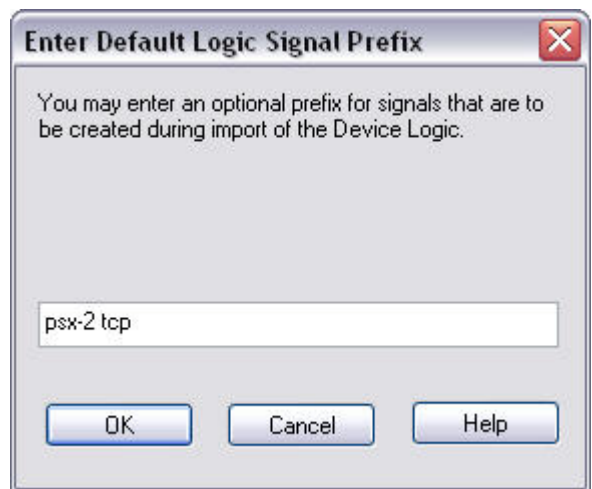 Enter Default Logic Signal Prefix
You may enter an optional prefix for signals that are to
be created during import of the Device Logic.
psx-2 tcp
OK Cancel Help